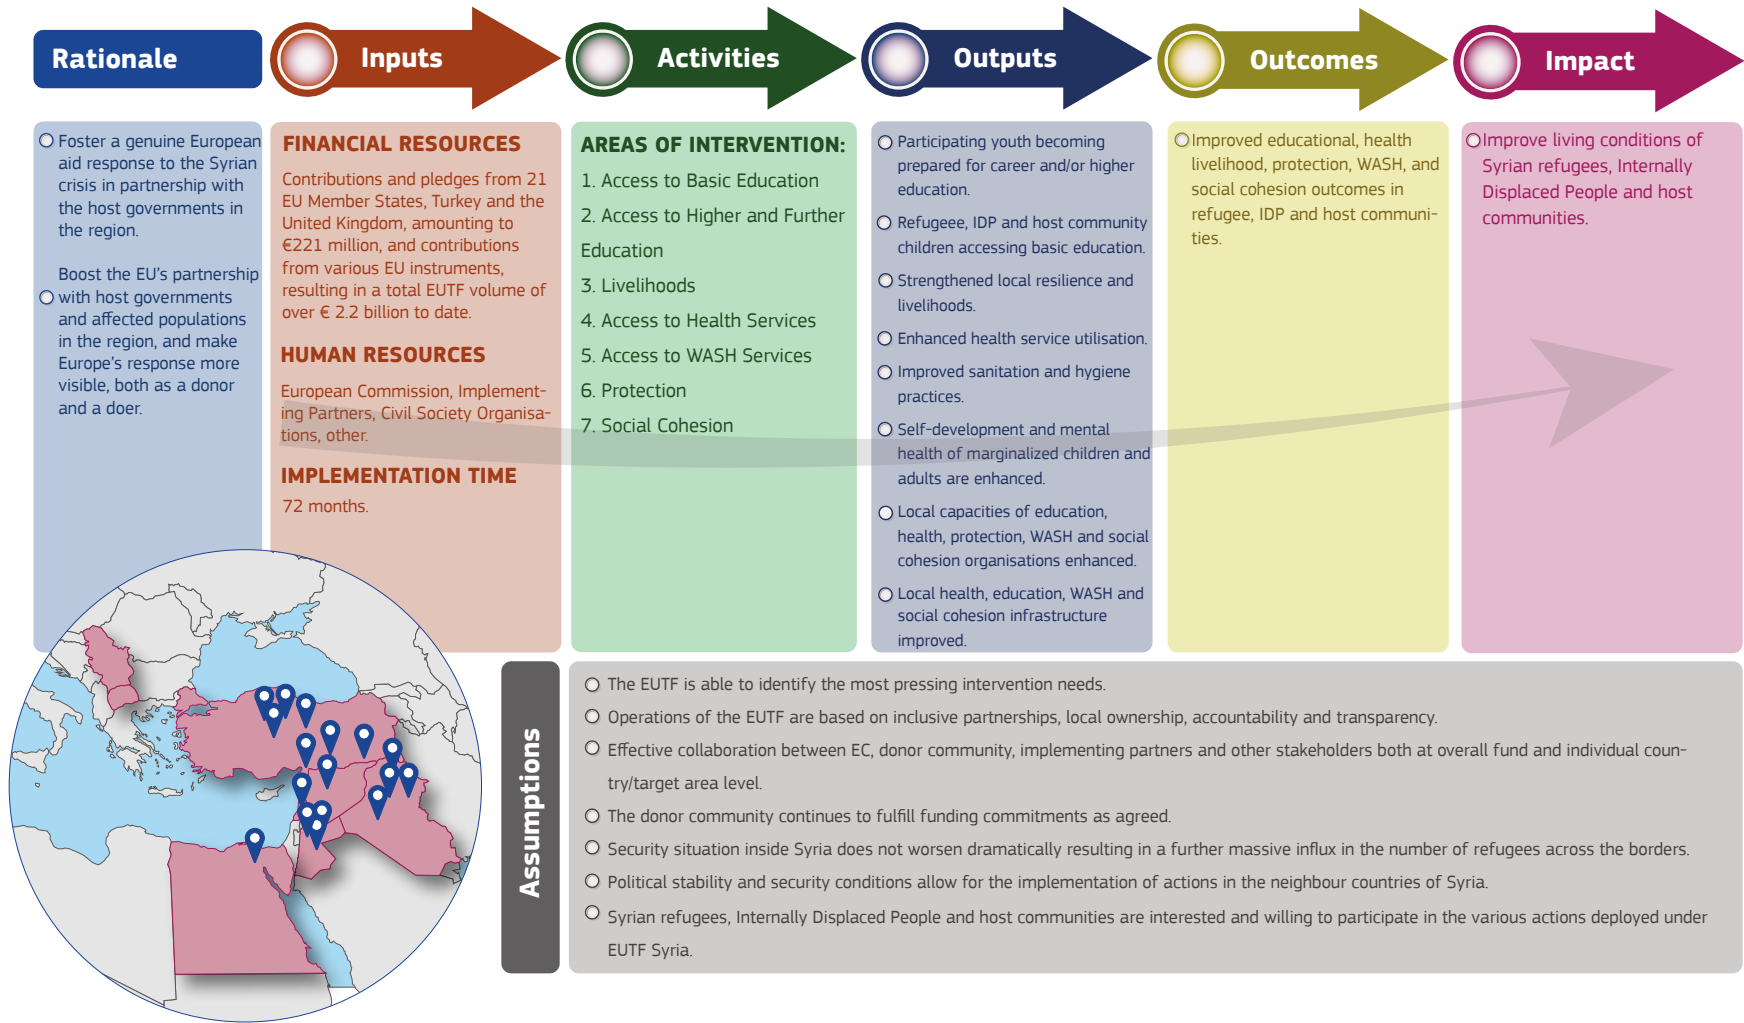 Rationale
Inputs
Activities
Outputs
Outcomes
Impact
Foster a genuine European
aid response to the Syrian
crisis in partnership with
the host governments in
the region.
Boost the EU's partnership
with host governments
and affected populations
in the region, and make
Europe's response more
visible, both as a donor
and a doer.
FINANCIAL RESOURCES
Contributions and pledges from 21
EU Member States, Turkey and the
United Kingdom, amounting to
€221 million, and contributions
from various EU instruments,
resulting in a total EUTF volume of
over € 2.2 billion to date.
HUMAN RESOURCES
European Commission, Implement-
ing Partners, Civil Society Organisa-
tions, other.
IMPLEMENTATION TIME
72 months.
AREAS OF INTERVENTION:
1. Access to Basic Education
2. Access to Higher and Further
Education
3. Livelihoods
4. Access to Health Services
5. Access to WASH Services
6. Protection
7. Social Cohesion
Participating youth becoming
prepared for career and/or higher
education.
Refugeee, IDP and host community
children accessing basic education.
Strengthened local resilience and
livelihoods.
Enhanced health service utilisation.
Improved sanitation and hygiene
practices.
Self-development and mental
health of marginalized children and
adults are enhanced.
Local capacities of education,
health, protection, WASH and social
cohesion organisations enhanced.
Local health, education, WASH and
social cohesion infrastructure
improved.
Improved educational, health
livelihood, protection, WASH, and
social cohesion outcomes in
refugee, IDP and host communi-
ties.
Improve living conditions of
Syrian refugees, Internally
Displaced People and host
communities.
Assumptions
The EUTF is able to identify the most pressing intervention needs.
Operations of the EUTF are based on inclusive partnerships, local ownership, accountability and transparency.
Effective collaboration between EC, donor community, implementing partners and other stakeholders both at overall fund and individual coun-
try/target area level.
The donor community continues to fulfill funding commitments as agreed.
Security situation inside Syria does not worsen dramatically resulting in a further massive influx in the number of refugees across the borders.
Political stability and security conditions allow for the implementation of actions in the neighbour countries of Syria.
Syrian refugees, Internally Displaced People and host communities are interested and willing to participate in the various actions deployed under
EUTF Syria.